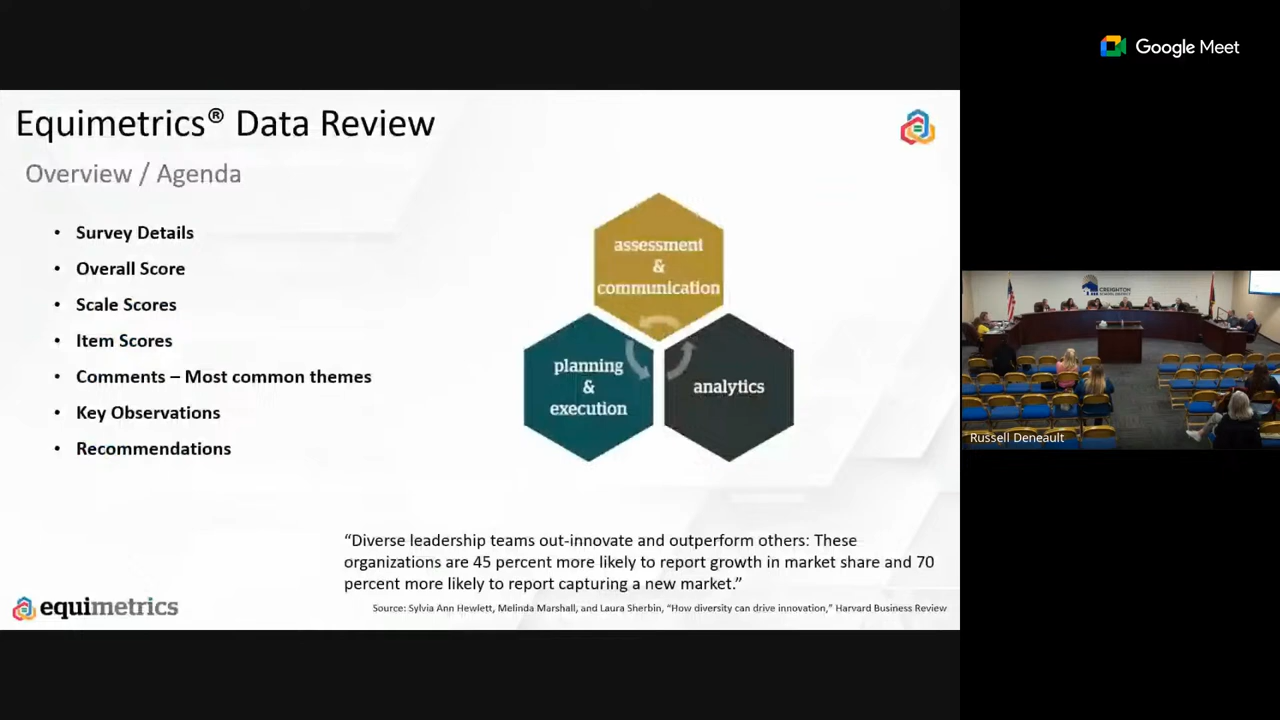 Equimetrics® Data Review
Overview / Agenda
• Survey Details
• Overall Score
• Scale Scores
• Item Scores
• Comments – Most common themes
• Key Observations
• Recommendations
assessment
&
communication
planning
&
execution
analytics
“Diverse leadership teams out-innovate and outperform others: These
organizations are 45 percent more likely to report growth in market share and 70
percent more likely to report capturing a new market.”
Source: Sylvia Ann Hewlett, Melinda Marshall, and Laura Sherbin, “How diversity can drive innovation,” Harvard Business Review
equimetrics
Google Meet
CREIGHTON
Russell Deneault